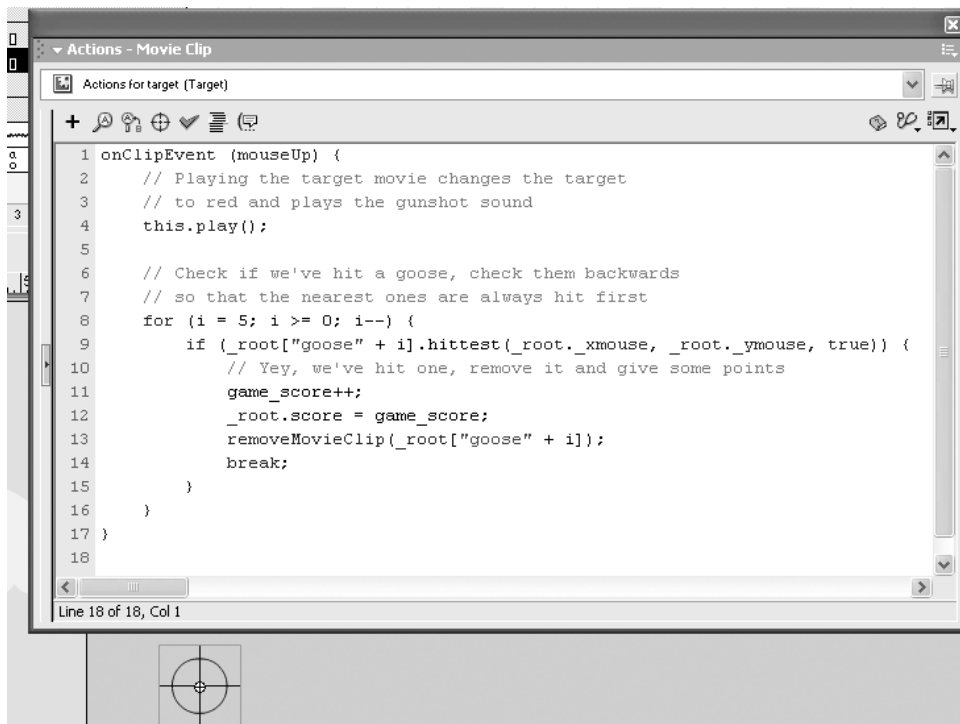 Actions - Movie Clip
Actions for target (Target)
1 onClipEvent (mouseUp) {
2 // Playing the target movie changes the target
3 // to red and plays the gunshot sound
4 this.play();
5
6 // Check if we've hit a goose, check them backwards
7 // so that the nearest ones are always hit first
8 for (i = 5; i >= 0; i--) {
9 if (_root["goose" + i].hittest(_root._xmouse, _root._ymouse, true)) {
10 // Yey, we've hit one, remove it and give some points
11 game_score++;
12 _root.score = game_score;
13 removeMovieClip(_root["goose" + i]);
14 break;
15 }
16 }
17 }
18
Line 18 of 18, Col 1
3